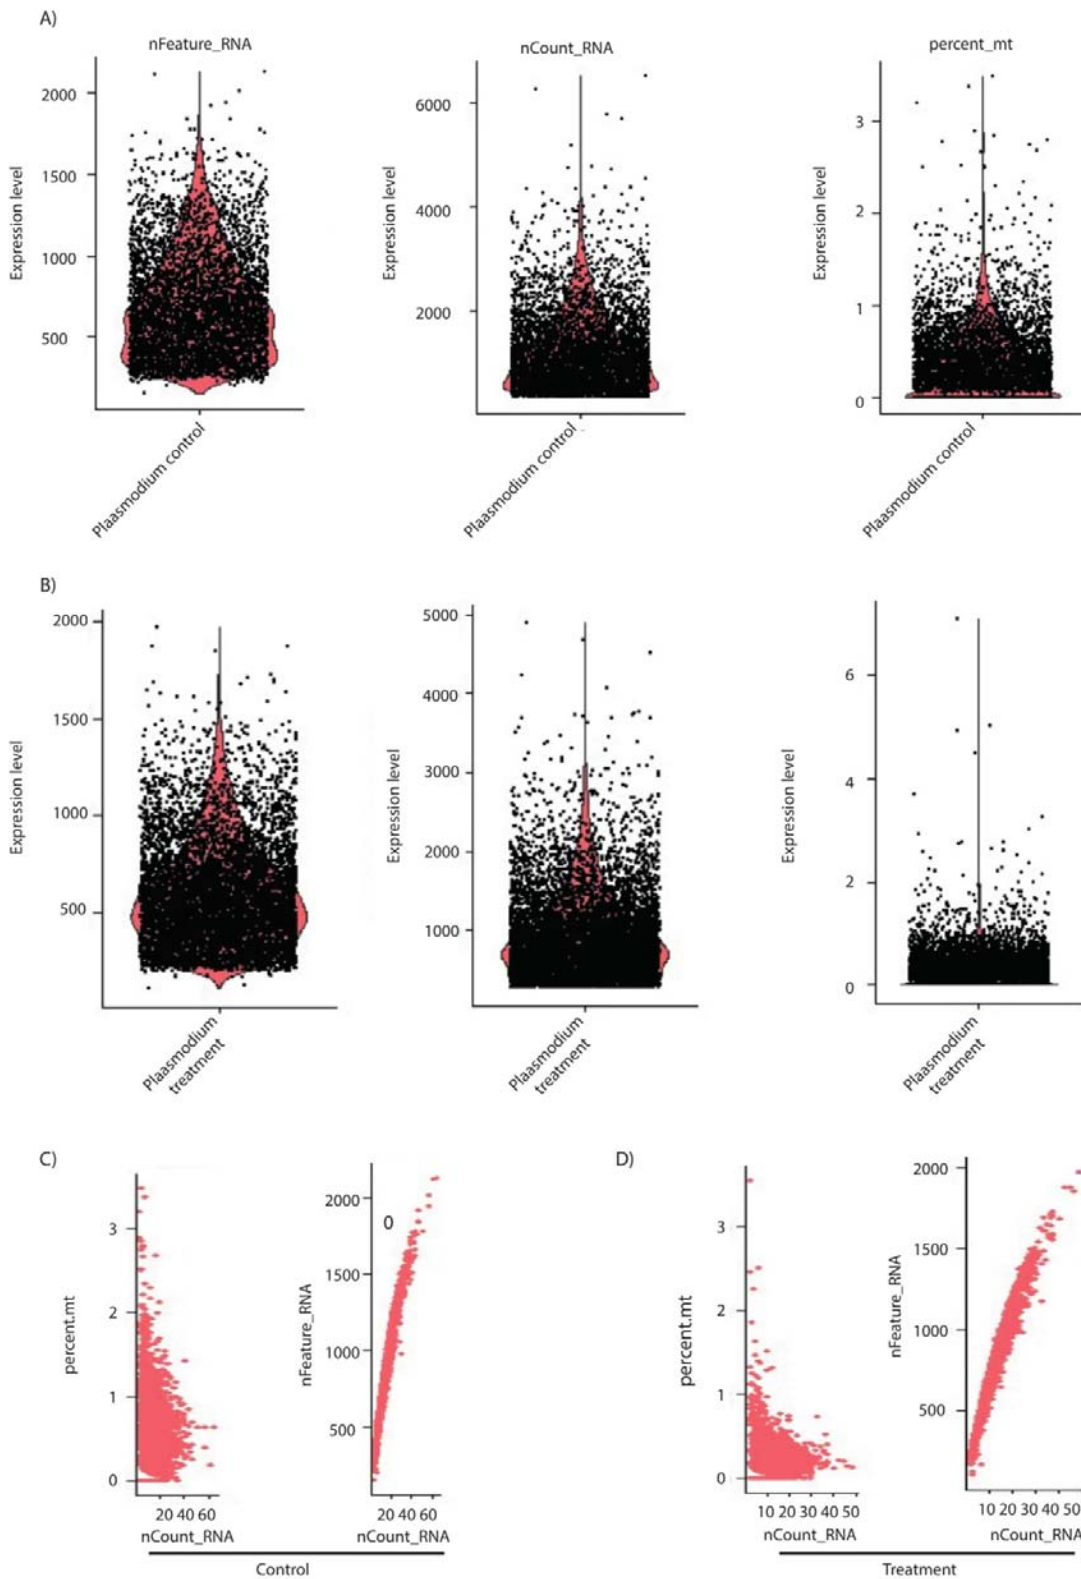 A)
nFeature_RNA
nCount_RNA
percent_mt
Expression level
2000
1500
1000
500
Plaasmodium control
Expression level
6000
4000
2000
Plaasmodium control
Expression level
3
2
1
0
Plaasmodium control
B)
Expression level
2000
1500
1000
500
Plaasmodium
treatment
Expression level
5000
4000
3000
2000
1000
Plaasmodium
treatment
Expression level
6
4
2
0
Plaasmodium
treatment
C)
percent.mt
3
2
1
0
20 40 60
nCount_RNA
nFeature_RNA
2000
1500
1000
500
0
20 40 60
nCount_RNA
Control
D)
percent.mt
3
2
1
0
10 20 30 40 50
nCount_RNA
nFeature_RNA
2000
1500
1000
500
10 20 30 40 50
nCount_RNA
Treatment